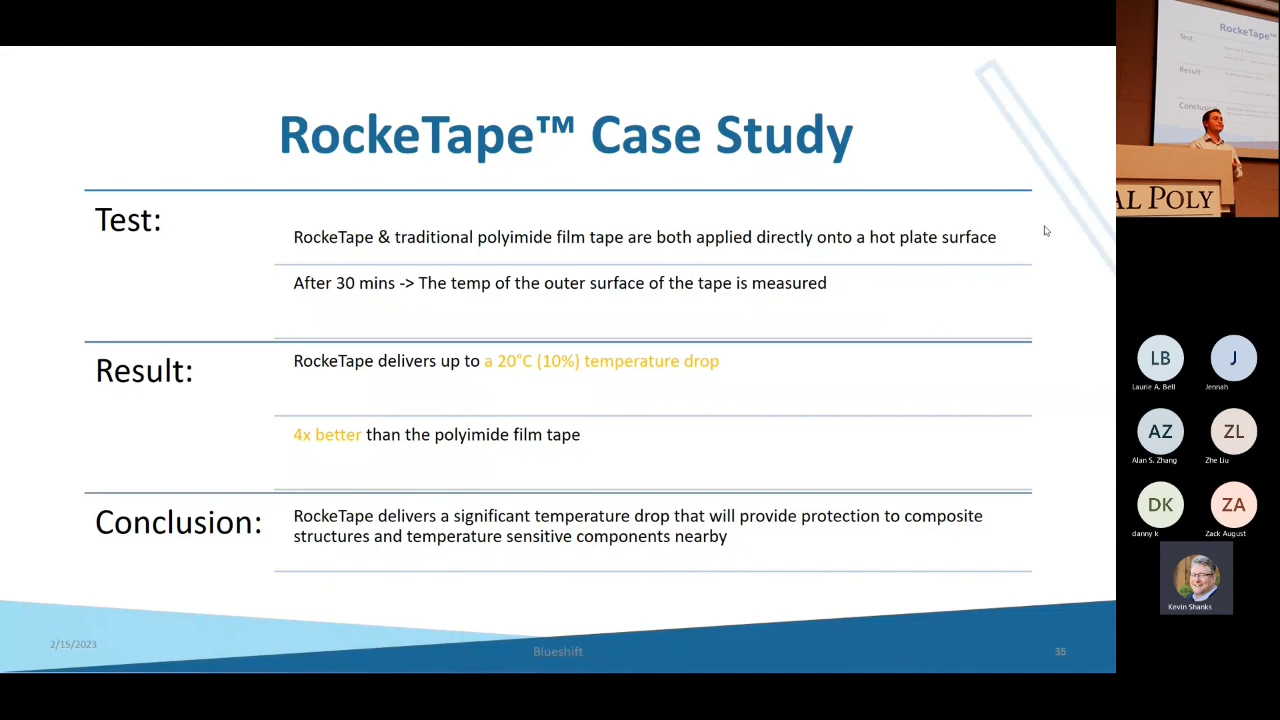 RockeTape™ Case Study
Test:
RockeTape & traditional polyimide film tape are both applied directly onto a hot plate surface
After 30 mins -> The temp of the outer surface of the tape is measured
Result:
RockeTape delivers up to a 20°C (10%) temperature drop
4x better than the polyimide film tape
Conclusion:
RockeTape delivers a significant temperature drop that will provide protection to composite
structures and temperature sensitive components nearby
2/15/2023
Blueshift
35
RockeTape™
Test:
Result:
Conclusion:
AL POLY
LB
J
Laurie A. Bell
Jennah
AZ
ZL
Alan S. Zhang
Zhe Liu
DK
ZA
danny k
Zack August
Kevin Shanks